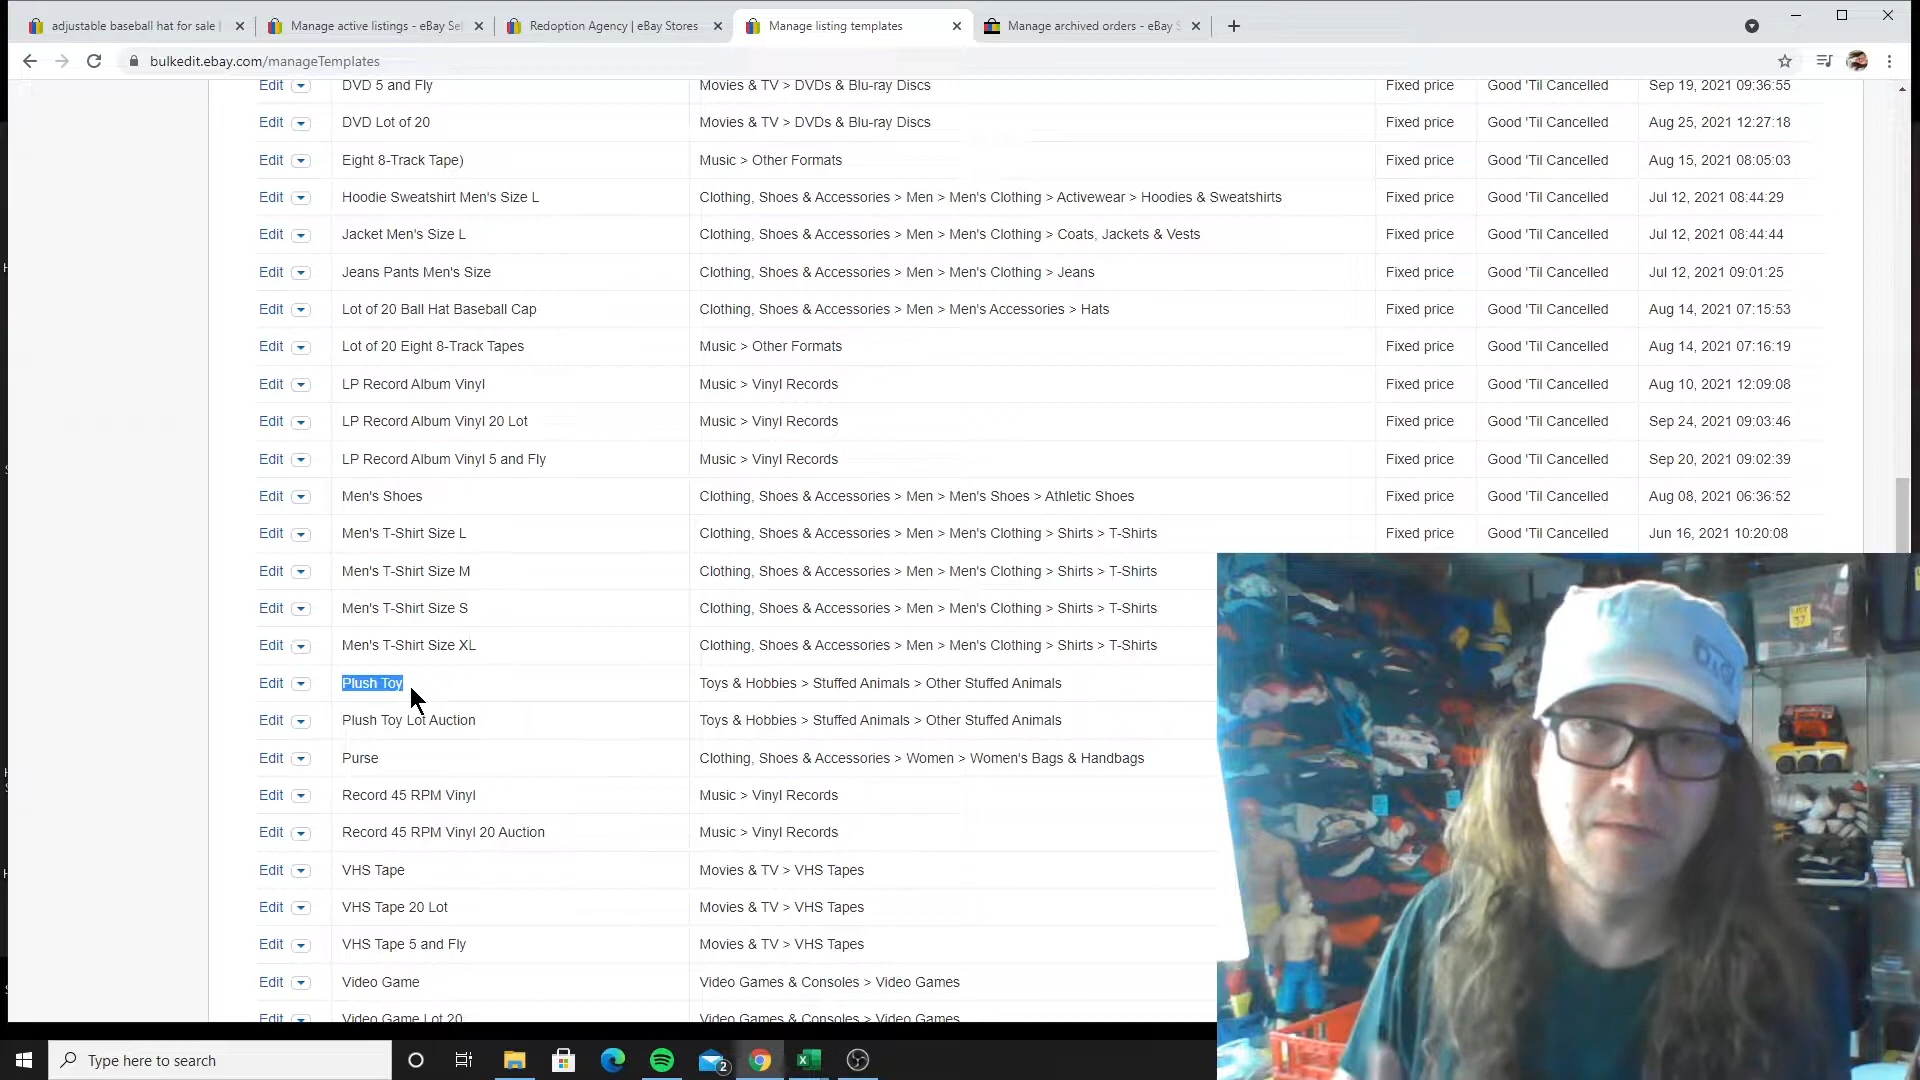 adjustable baseball hat for sale | Manage active listings - eBay Se Redoption Agency | eBay Stores Manage listing templates Manage archived orders - eBay S
bulkedit.ebay.com/manageTemplates
Edit DVD 5 and Fly Movies & TV > DVDs & Blu-ray Discs Fixed price Good 'Til Cancelled Sep 19, 2021 09:36:55
Edit DVD Lot of 20 Movies & TV > DVDs & Blu-ray Discs Fixed price Good 'Til Cancelled Aug 25, 2021 12:27:18
Edit Eight 8-Track Tape) Music > Other Formats Fixed price Good 'Til Cancelled Aug 15, 2021 08:05:03
Edit Hoodie Sweatshirt Men's Size L Clothing, Shoes & Accessories > Men > Men's Clothing > Activewear > Hoodies & Sweatshirts Fixed price Good 'Til Cancelled Jul 12, 2021 08:44:29
Edit Jacket Men's Size L Clothing, Shoes & Accessories > Men > Men's Clothing > Coats, Jackets & Vests Fixed price Good 'Til Cancelled Jul 12, 2021 08:44:44
Edit Jeans Pants Men's Size Clothing, Shoes & Accessories > Men > Men's Clothing > Jeans Fixed price Good 'Til Cancelled Jul 12, 2021 09:01:25
Edit Lot of 20 Ball Hat Baseball Cap Clothing, Shoes & Accessories > Men > Men's Accessories > Hats Fixed price Good 'Til Cancelled Aug 14, 2021 07:15:53
Edit Lot of 20 Eight 8-Track Tapes Music > Other Formats Fixed price Good 'Til Cancelled Aug 14, 2021 07:16:19
Edit LP Record Album Vinyl Music > Vinyl Records Fixed price Good 'Til Cancelled Aug 10, 2021 12:09:08
Edit LP Record Album Vinyl 20 Lot Music > Vinyl Records Fixed price Good 'Til Cancelled Sep 24, 2021 09:03:46
Edit LP Record Album Vinyl 5 and Fly Music > Vinyl Records Fixed price Good 'Til Cancelled Sep 20, 2021 09:02:39
Edit Men's Shoes Clothing, Shoes & Accessories > Men > Men's Shoes > Athletic Shoes Fixed price Good 'Til Cancelled Aug 08, 2021 06:36:52
Edit Men's T-Shirt Size L Clothing, Shoes & Accessories > Men > Men's Clothing > Shirts > T-Shirts Fixed price Good 'Til Cancelled Jun 16, 2021 10:20:08
Edit Men's T-Shirt Size M Clothing, Shoes & Accessories > Men > Men's Clothing > Shirts > T-Shirts
Edit Men's T-Shirt Size S Clothing, Shoes & Accessories > Men > Men's Clothing > Shirts > T-Shirts
Edit Men's T-Shirt Size XL Clothing, Shoes & Accessories > Men > Men's Clothing > Shirts > T-Shirts
Edit Plush Toy Toys & Hobbies > Stuffed Animals > Other Stuffed Animals
Edit Plush Toy Lot Auction Toys & Hobbies > Stuffed Animals > Other Stuffed Animals
Edit Purse Clothing, Shoes & Accessories > Women > Women's Bags & Handbags
Edit Record 45 RPM Vinyl Music > Vinyl Records
Edit Record 45 RPM Vinyl 20 Auction Music > Vinyl Records
Edit VHS Tape Movies & TV > VHS Tapes
Edit VHS Tape 20 Lot Movies & TV > VHS Tapes
Edit VHS Tape 5 and Fly Movies & TV > VHS Tapes
Edit Video Game Video Games & Consoles > Video Games
Edit Video Game Lot 20 Video Games & Consoles > Video Games
Type here to search 2